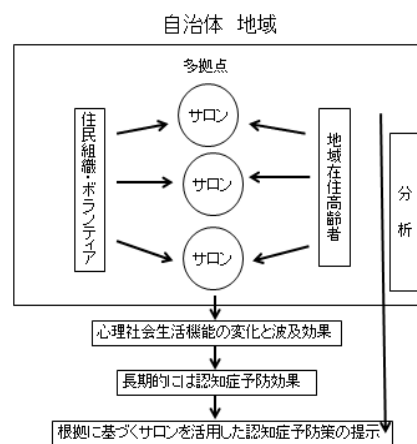 自治体 地域
多拠点
サロン
住民組織・ボランティア
サロン
地域在住高齢者
サロン
分析
心理社会生活機能の変化と波及効果
長期的には認知症予防効果
根拠に基づくサロンを活用した認知症予防策の提示